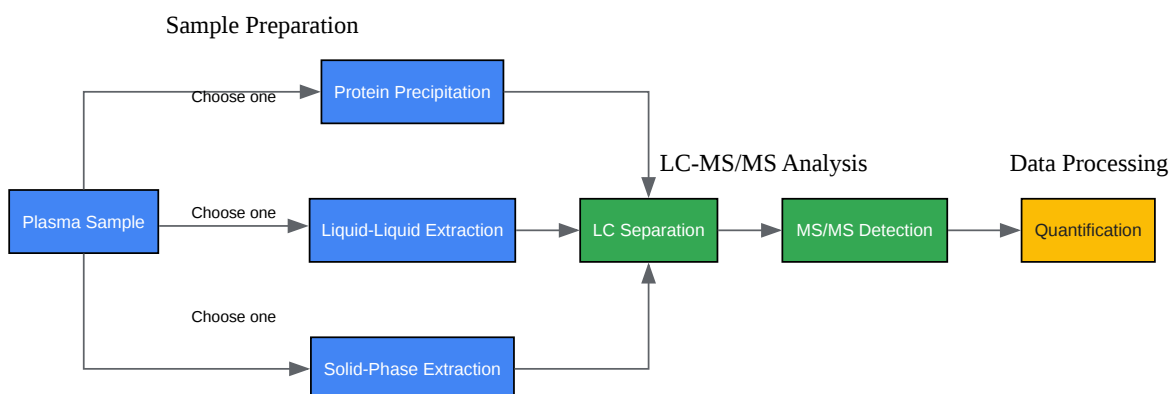 Sample Preparation
Choose one
Protein Precipitation
LC-MS/MS Analysis
Data Processing
Plasma Sample
Choose one
Liquid-Liquid Extraction
LC Separation
MS/MS Detection
Quantification
Choose one
Solid-Phase Extraction